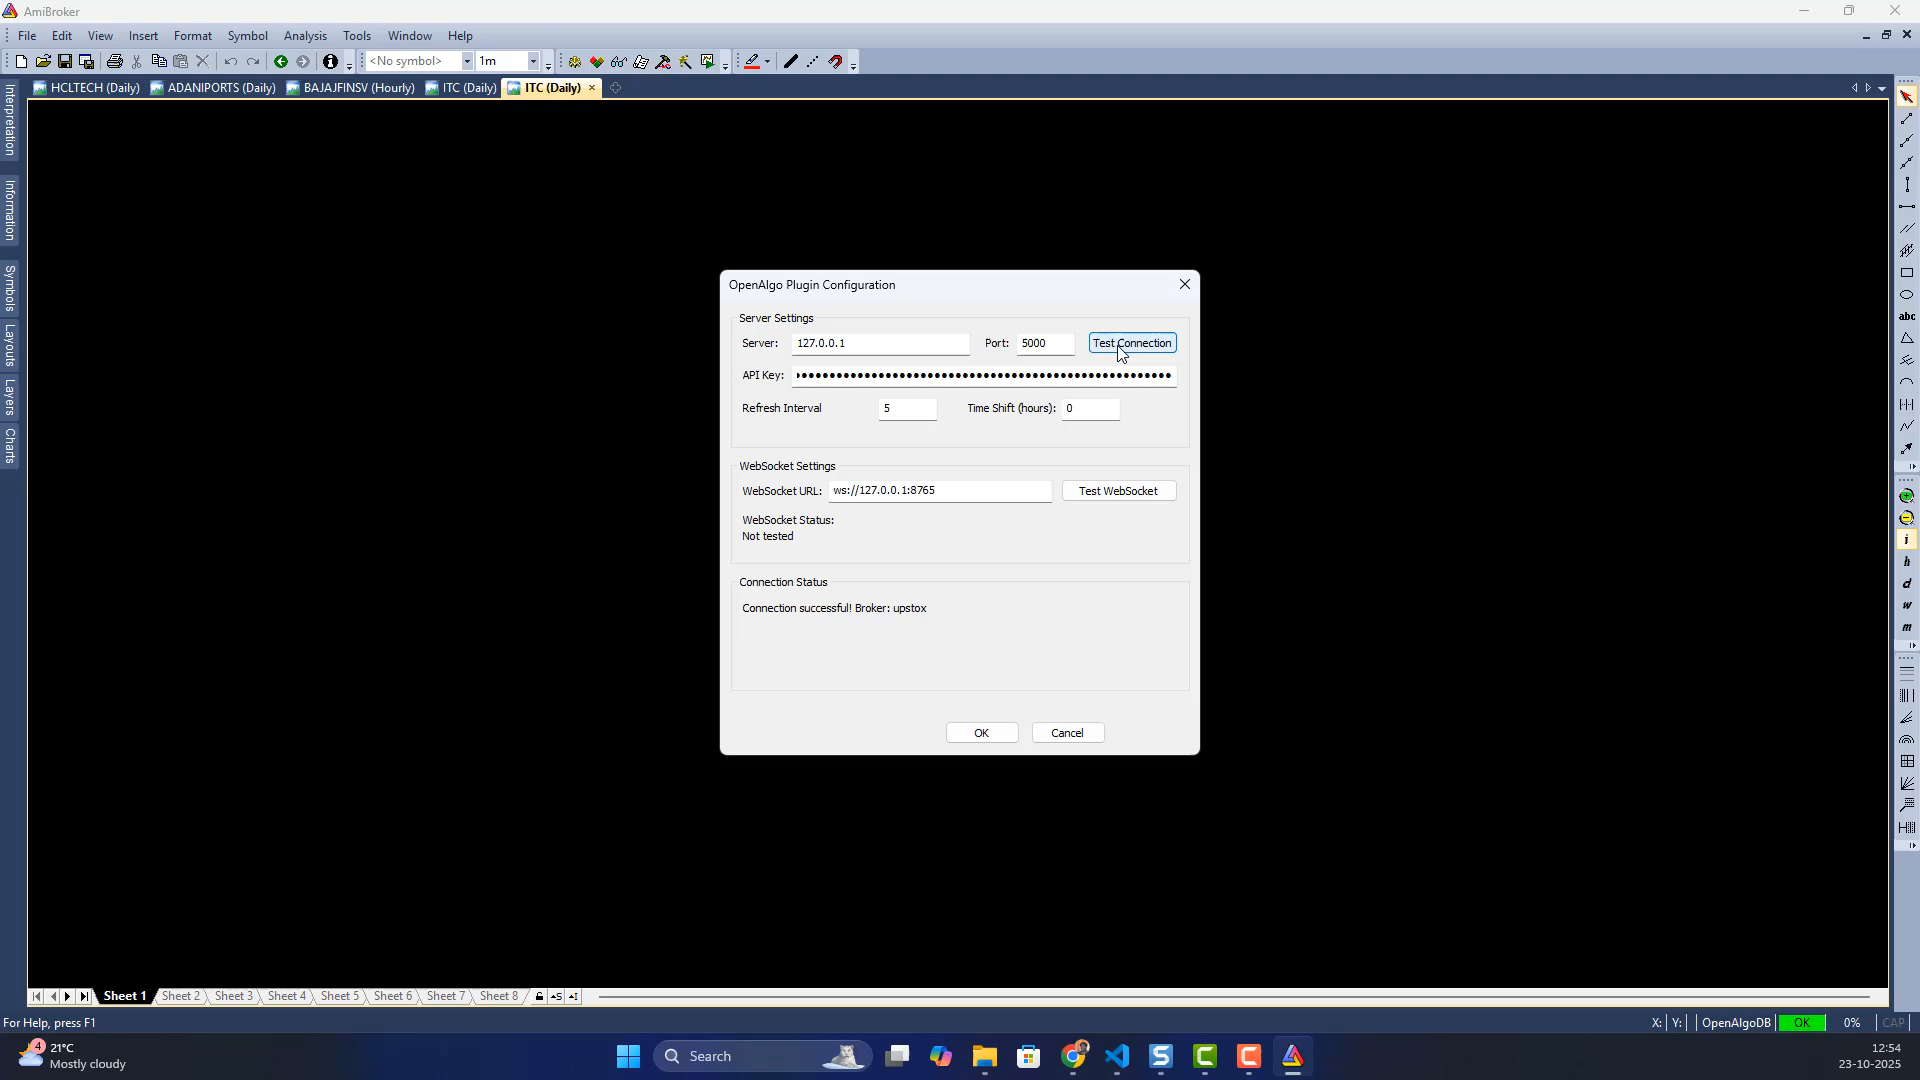 AmiBroker
File Edit View Insert Format Symbol Analysis Tools Window Help
<No symbol> 1m
HCLTECH (Daily) ADANIPORTS (Daily) BAJAJFINSV (Hourly) ITC (Daily) ITC (Daily)
Interpretation
Information
Symbols
Layouts
Layers
Charts
abc
i
h
d
w
m
OpenAlgo Plugin Configuration
Server Settings
Server: 127.0.0.1 Port: 5000 Test Connection
API Key:
Refresh Interval 5 Time Shift (hours): 0
WebSocket Settings
WebSocket URL: ws://127.0.0.1:8765 Test WebSocket
WebSocket Status:
Not tested
Connection Status
Connection successful! Broker: upstox
OK Cancel
Sheet 1 Sheet 2 Sheet 3 Sheet 4 Sheet 5 Sheet 6 Sheet 7 Sheet 8
For Help, press F1 X: Y: OpenAlgoDB OK 0% CAP
4 21°C
Mostly cloudy
Search
12:54
23-10-2025